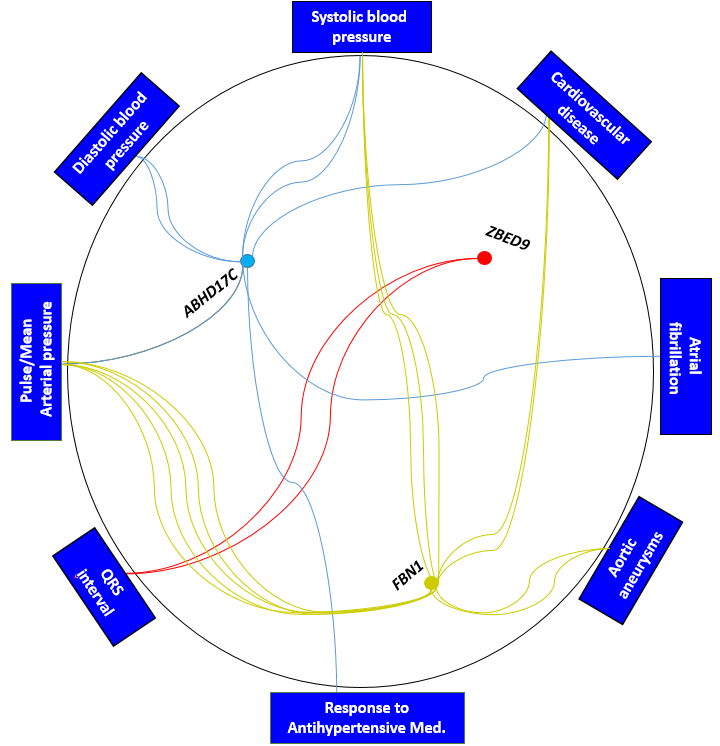 Systolic blood
pressure
Cardiovascular
disease
Diastolic blood
pressure
ZBED9
ABHD17C
Pulse/Mean
Arterial pressure
Atrial
fibrillation
FBN1
Aortic
aneurysms
QRS
interval
Response to
Antihypertensive Med.